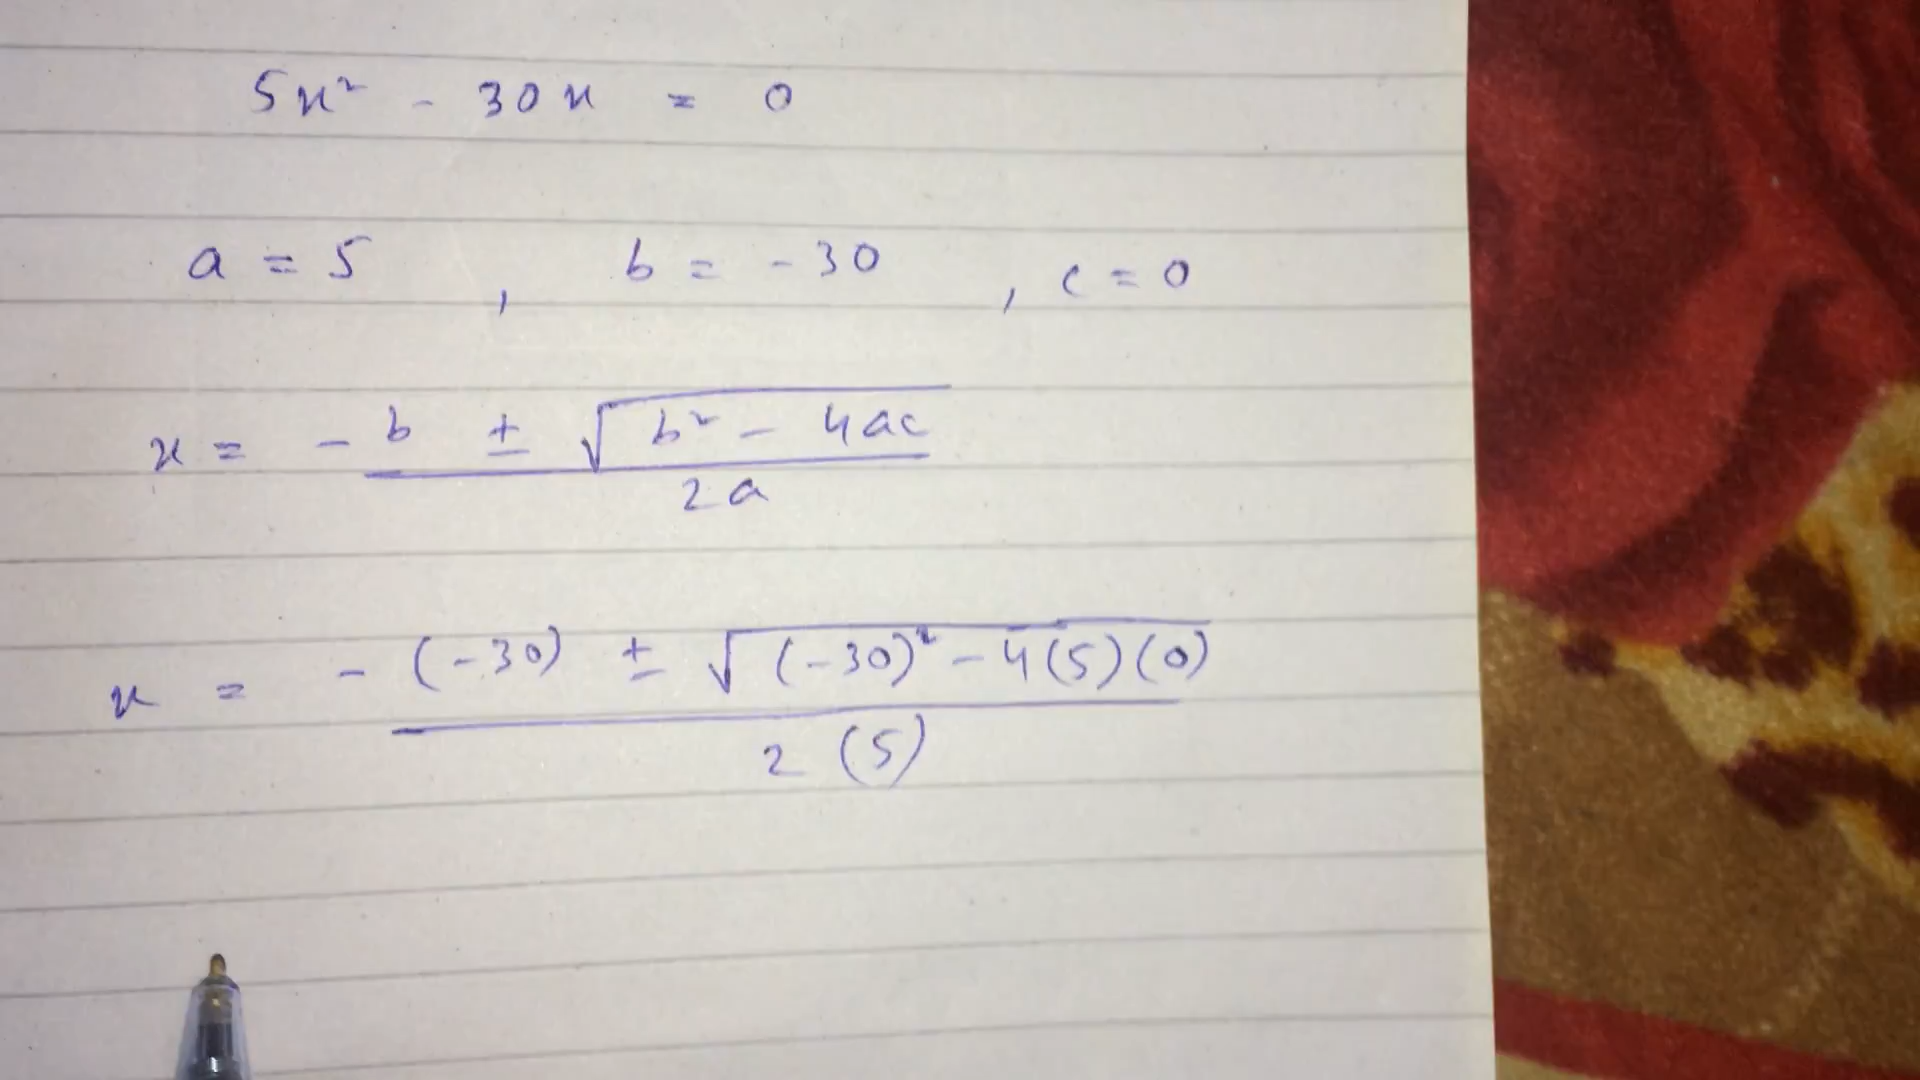 5x² - 30x = 0
a = 5 , b = -30 , c = 0
x = -b ± √(b² - 4ac)
2a
x = -(-30) ± √((-30)² - 4(5)(0))
2(5)